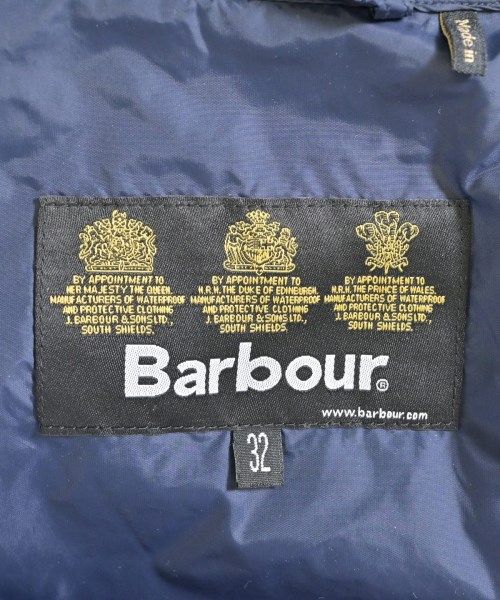 Made in
BY APPOINTMENT TO
HER MAJESTY THE QUEEN.
MANUFACTURERS OF WATERPROOF
AND PROTECTIVE CLOTHING
J. BARBOUR & SONS LTD.,
SOUTH SHIELDS.
BY APPOINTMENT TO
H.R.H. THE DUKE OF EDINBURGH.
MANUFACTURERS OF WATERPROOF
AND PROTECTIVE CLOTHING
J. BARBOUR & SONS LTD.,
SOUTH SHIELDS.
BY APPOINTMENT TO
H.R.H. THE PRINCE OF WALES.
MANUFACTURERS OF WATERPROOF
AND PROTECTIVE CLOTHING
J. BARBOUR & SONS LTD.,
SOUTH SHIELDS.
Barbour®
www.barbour.com
32